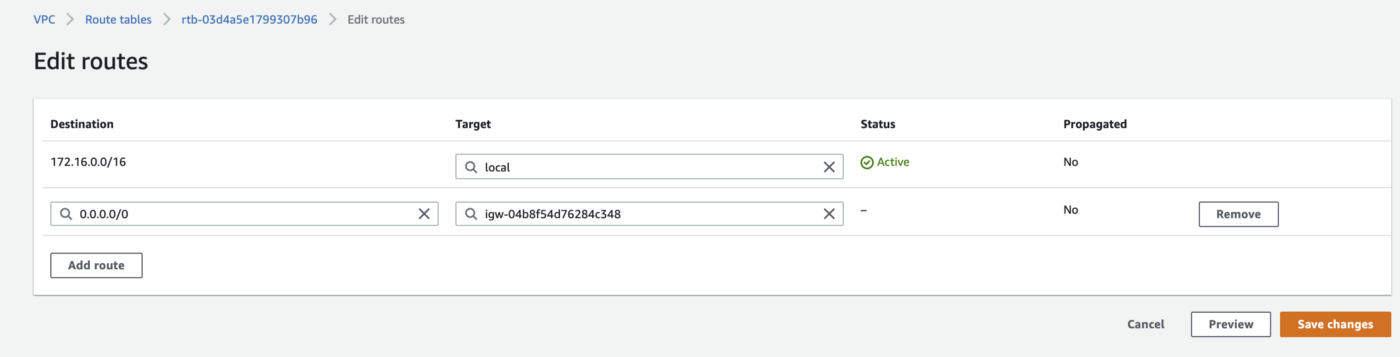 VPC > Route tables > rtb-03d4a5e1799307b96 > Edit routes
Edit routes
Destination Target Status Propagated
172.16.0.0/16 local Active No
0.0.0.0/0 igw-04b8f54d76284c348 – No Remove
Add route
Cancel Preview Save changes